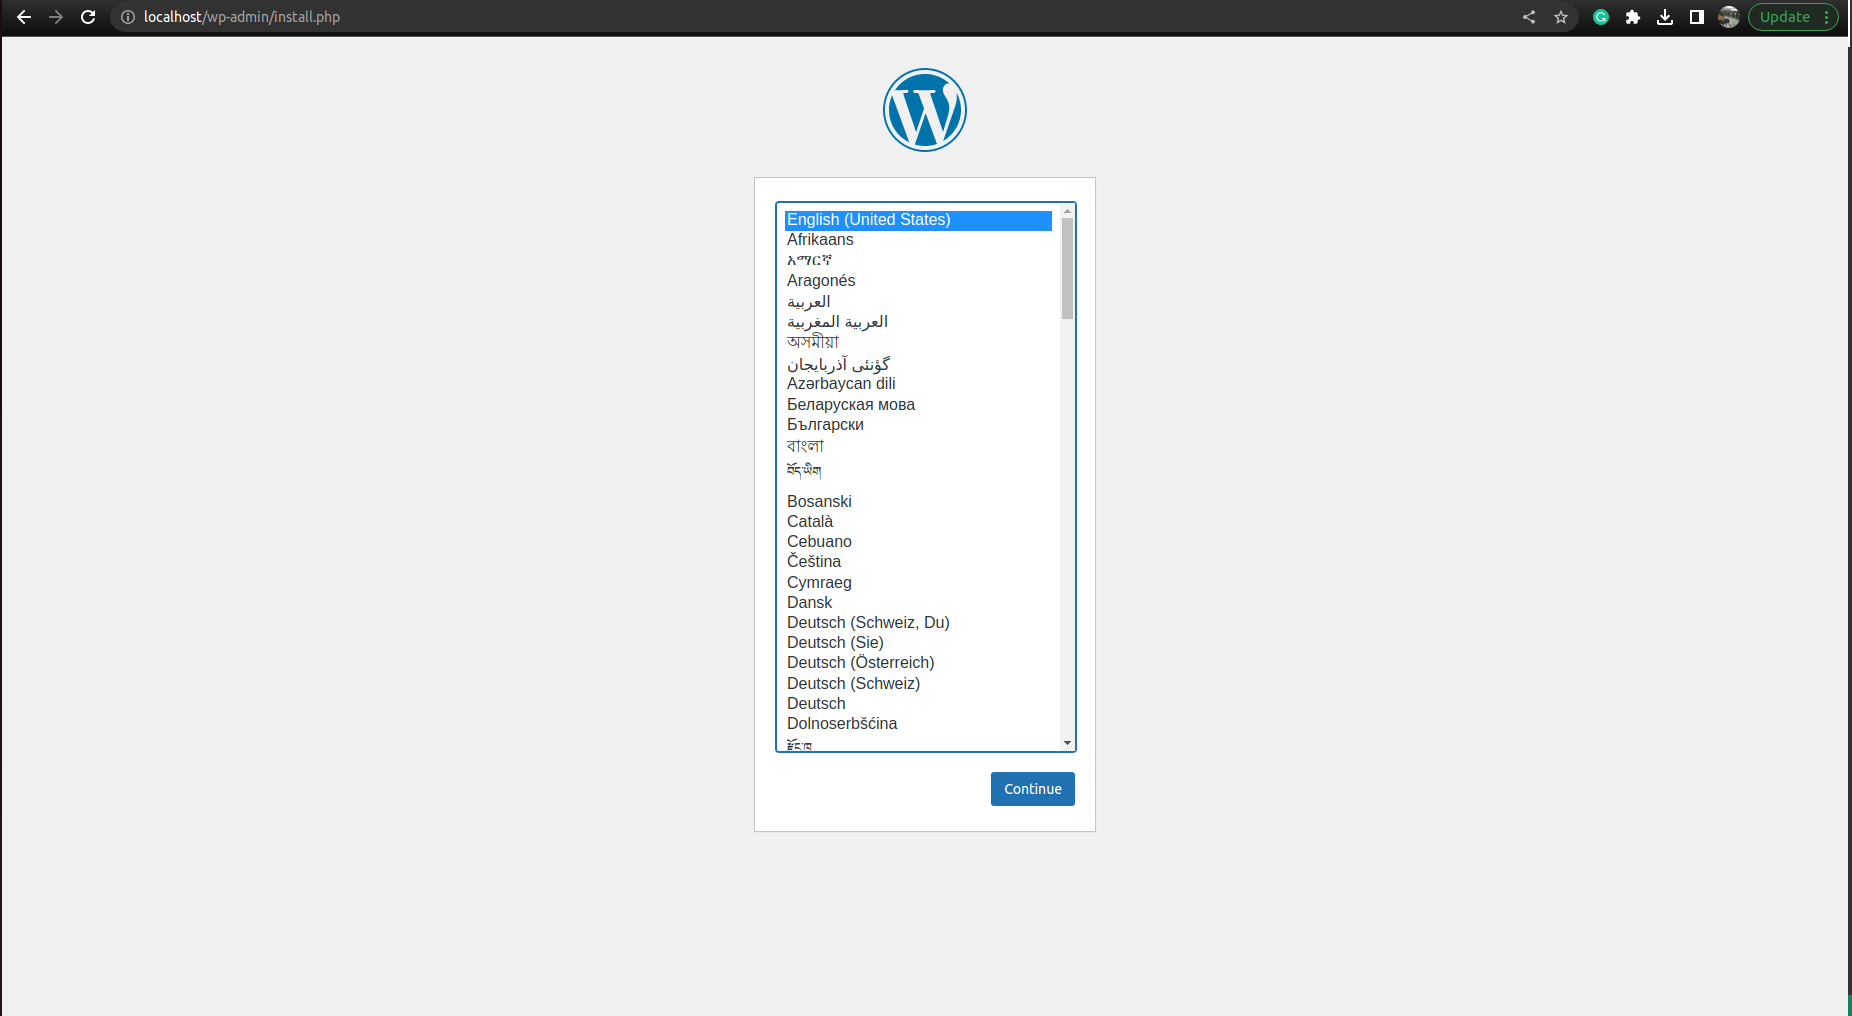 localhost/wp-admin/install.php
Update
English (United States)
Afrikaans
አማርኛ
Aragonés
العربية
العربية المغربية
অসমীয়া
گؤنئی آذربایجان
Azərbaycan dili
Беларуская мова
Български
বাংলা
བོད་ཡིག
Bosanski
Català
Cebuano
Čeština
Cymraeg
Dansk
Deutsch (Schweiz, Du)
Deutsch (Sie)
Deutsch (Österreich)
Deutsch (Schweiz)
Deutsch
Dolnoserbšćina
རྫོང་ཁ
Continue